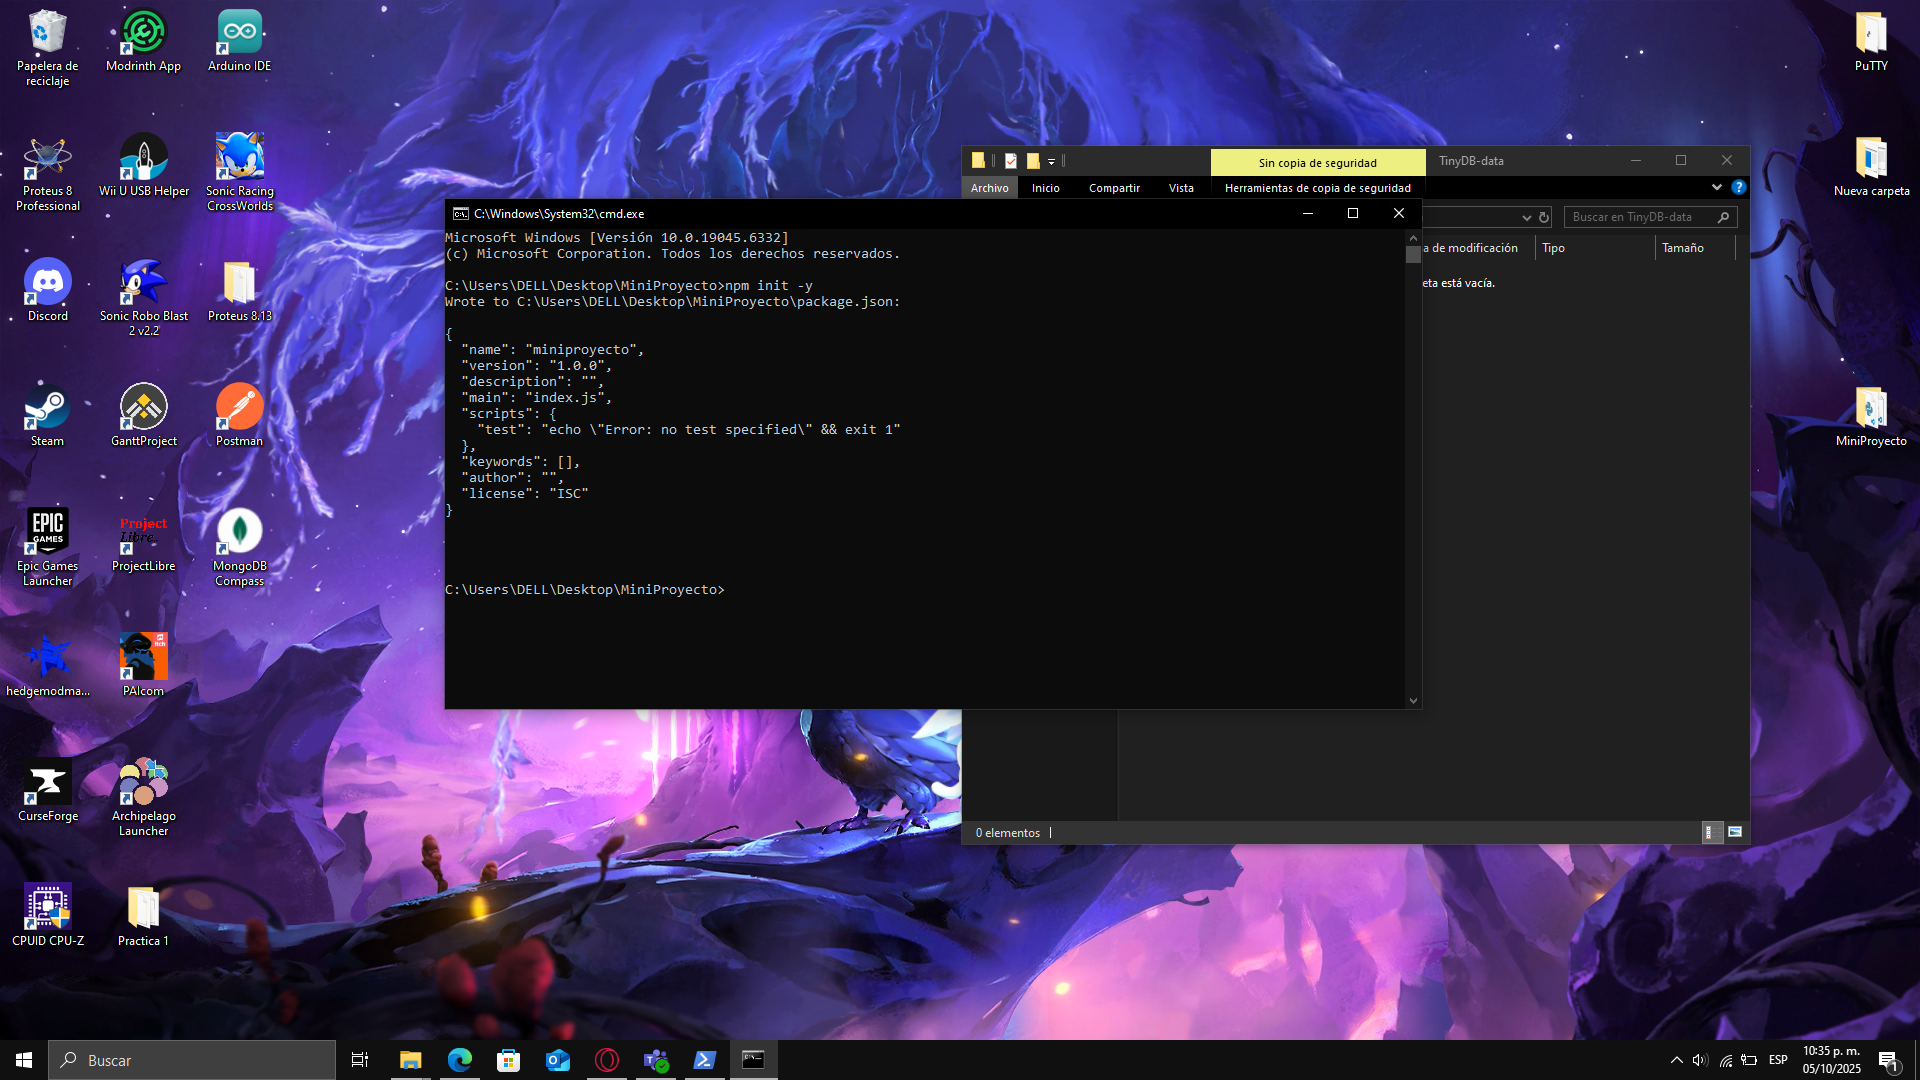 Papelera de
reciclaje
Modrinth App
Arduino IDE
PuTTY
Proteus 8
Professional
Wii U USB Helper
Sonic Racing
CrossWorlds
Nueva carpeta
Discord
Sonic Robo Blast
2 v2.2
Proteus 8.13
Steam
GanttProject
Postman
MiniProyecto
EPIC
GAMES
Epic Games
Launcher
Project
Libre..
ProjectLibre
MongoDB
Compass
hedgemodma...
itch
PAlcom
CurseForge
Archipelago
Launcher
CPUID CPU-Z
Practica 1
Sin copia de seguridad
TinyDB-data
Archivo
Inicio
Compartir
Vista
Herramientas de copia de seguridad
Buscar en TinyDB-data
a de modificación
Tipo
Tamaño
eta está vacía.
0 elementos
C:\Windows\System32\cmd.exe
Microsoft Windows [Versión 10.0.19045.6332]
(c) Microsoft Corporation. Todos los derechos reservados.
C:\Users\DELL\Desktop\MiniProyecto>npm init -y
Wrote to C:\Users\DELL\Desktop\MiniProyecto\package.json:
{
  "name": "miniproyecto",
  "version": "1.0.0",
  "description": "",
  "main": "index.js",
  "scripts": {
    "test": "echo \"Error: no test specified\" && exit 1"
  },
  "keywords": [],
  "author": "",
  "license": "ISC"
}
C:\Users\DELL\Desktop\MiniProyecto>
Buscar
ESP
10:35 p. m.
05/10/2025
1